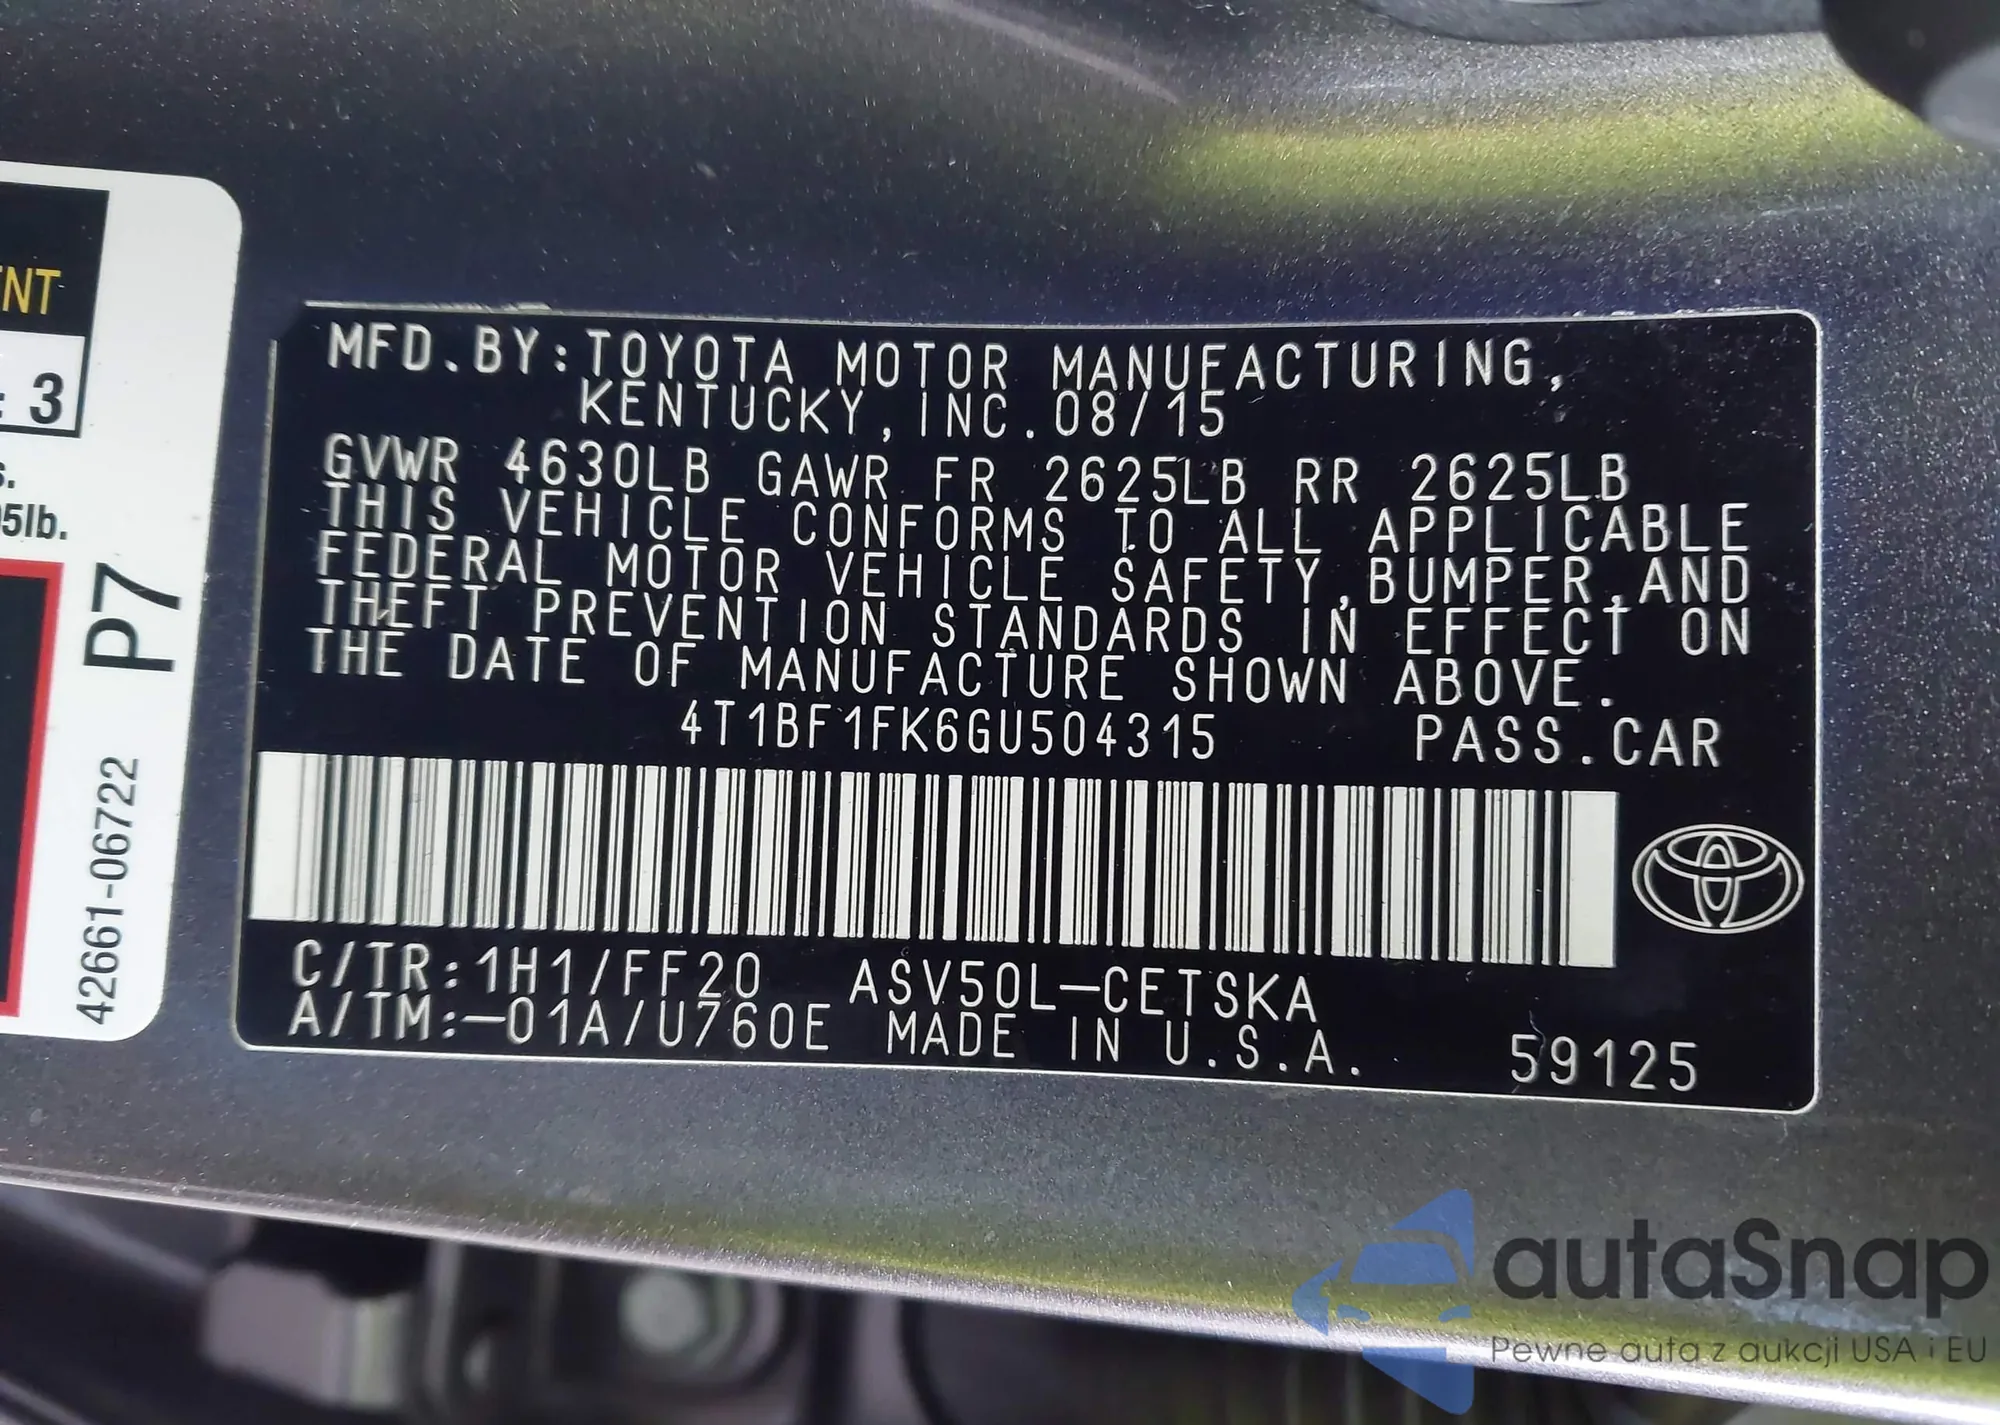 NT
: 3
s.
5lb.
P7
42661-06722
MFD.BY:TOYOTA MOTOR MANUFACTURING,
KENTUCKY,INC.08/15
GVWR 4630LB GAWR FR 2625LB RR 2625LB
THIS VEHICLE CONFORMS TO ALL APPLICABLE
FEDERAL MOTOR VEHICLE SAFETY,BUMPER,AND
THEFT PREVENTION STANDARDS IN EFFECT ON
THE DATE OF MANUFACTURE SHOWN ABOVE.
4T1BF1FK6GU504315 PASS.CAR
C/TR:1H1/FF20 ASV50L-CETSKA
A/TM:-01A/U760E MADE IN U.S.A. 59125
autaSnap
Pewne auta z aukcji USA i EU